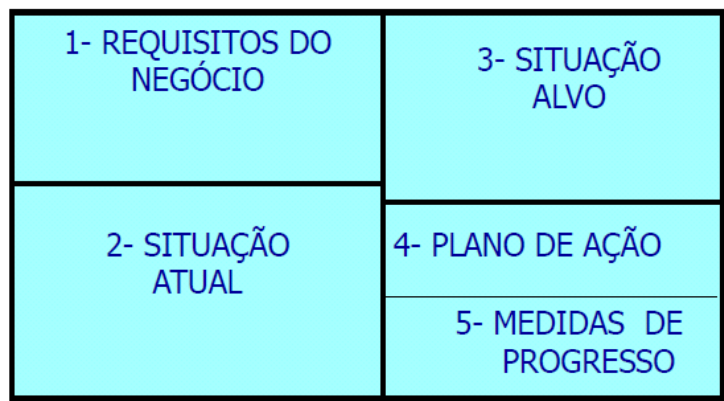 1- REQUISITOS DO
NEGÓCIO
2- SITUAÇÃO
ATUAL
3- SITUAÇÃO
ALVO
4- PLANO DE AÇÃO
5- MEDIDAS DE
PROGRESSO